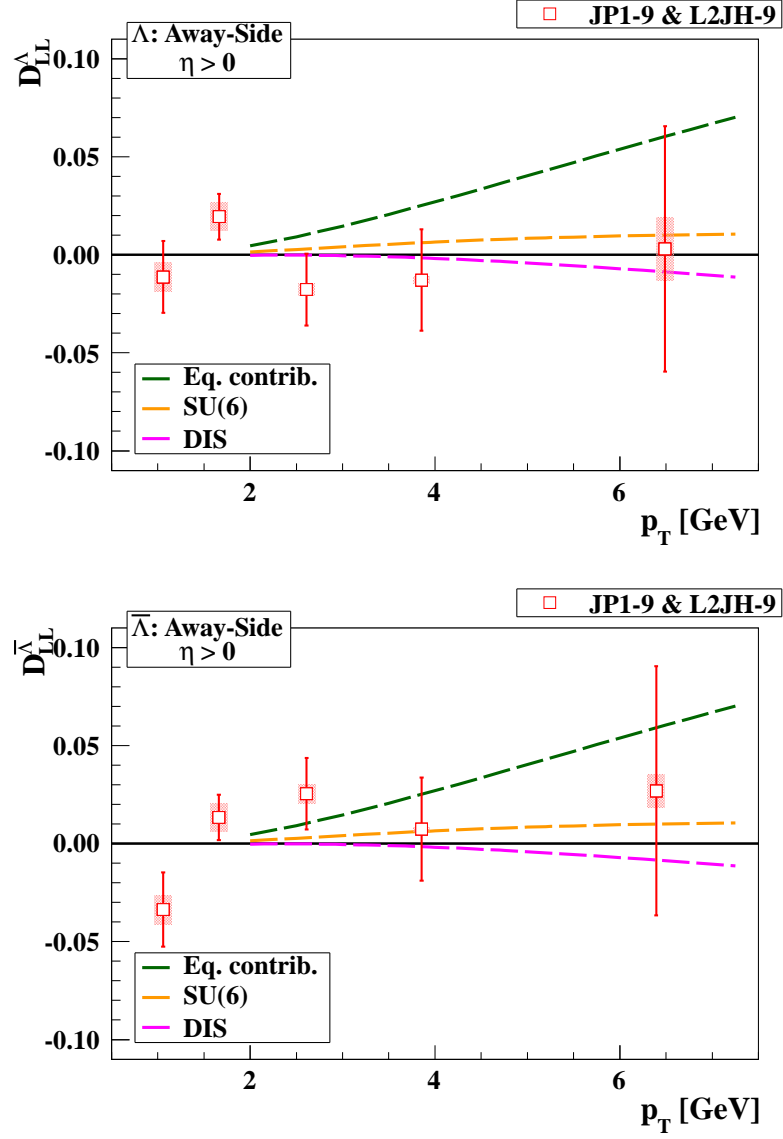 JP1-9 & L2JH-9
Λ: Away-Side
η > 0
D_LL^Λ
0.10
0.05
0.00
-0.05
-0.10
Eq. contrib.
SU(6)
DIS
2 4 6
p_T [GeV]
JP1-9 & L2JH-9
Λ̅: Away-Side
η > 0
D_LL^Λ̅
0.10
0.05
0.00
-0.05
-0.10
Eq. contrib.
SU(6)
DIS
2 4 6
p_T [GeV]